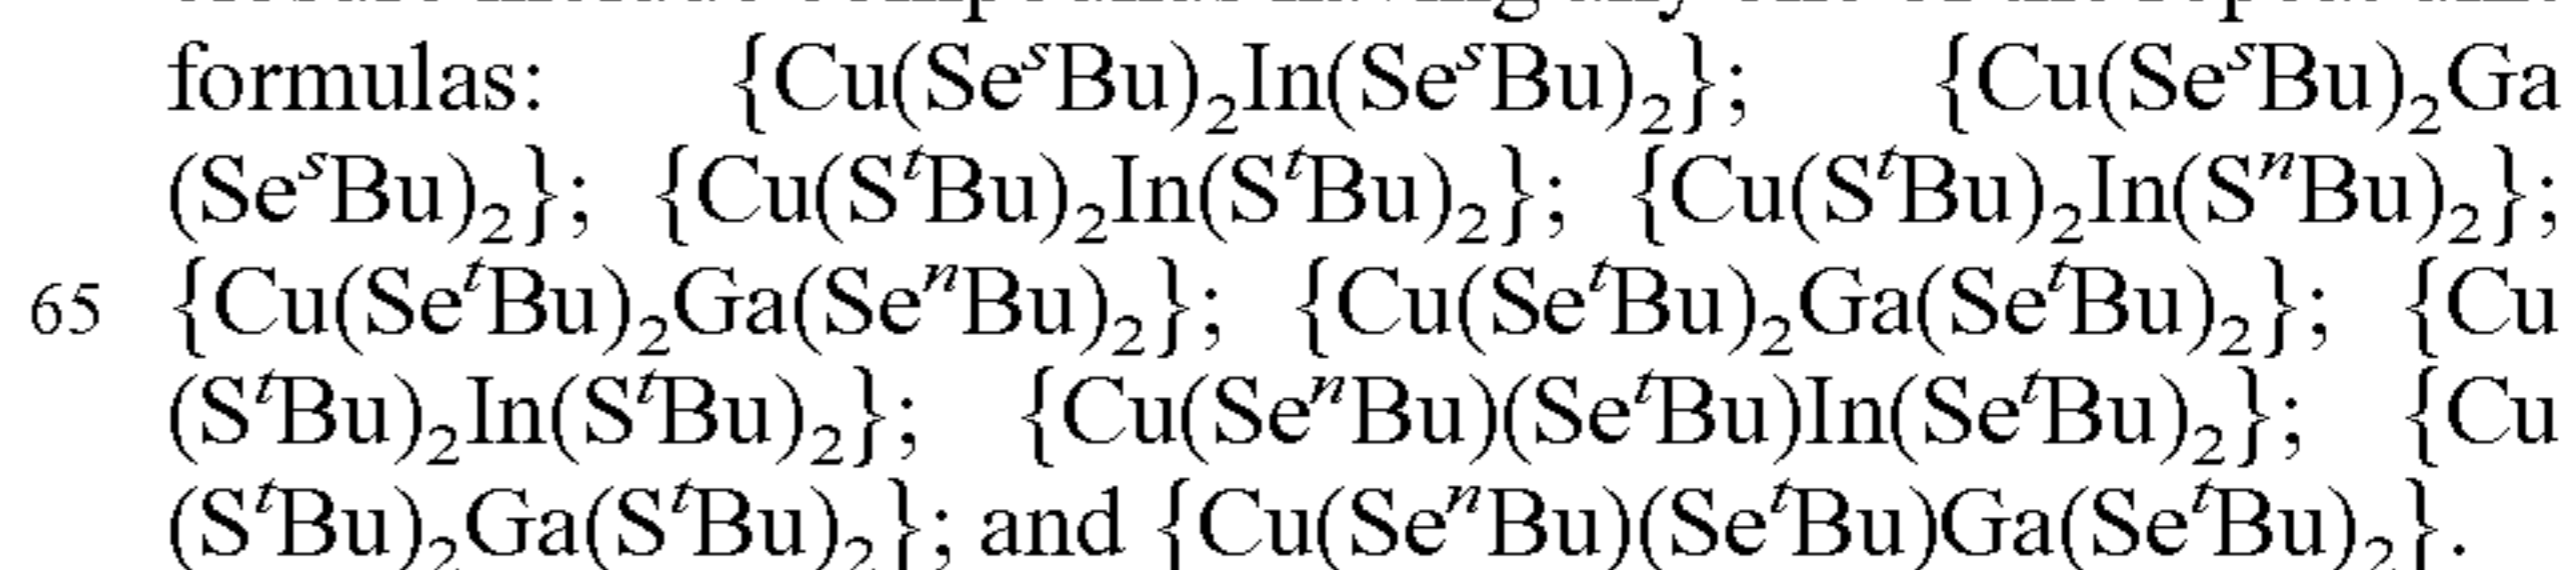 formulas: {Cu(SeˢBu)₂In(SeˢBu)₂}; {Cu(SeˢBu)₂Ga
(SeˢBu)₂}; {Cu(SᵗBu)₂In(SᵗBu)₂}; {Cu(SᵗBu)₂In(SⁿBu)₂};
65 {Cu(SeᵗBu)₂Ga(SeⁿBu)₂}; {Cu(SeᵗBu)₂Ga(SeᵗBu)₂}; {Cu
(SᵗBu)₂In(SᵗBu)₂}; {Cu(SeⁿBu)(SeᵗBu)In(SeᵗBu)₂}; {Cu
(SᵗBu)₂Ga(SᵗBu)₂}; and {Cu(SeⁿBu)(SeᵗBu)Ga(SeᵗBu)₂}.